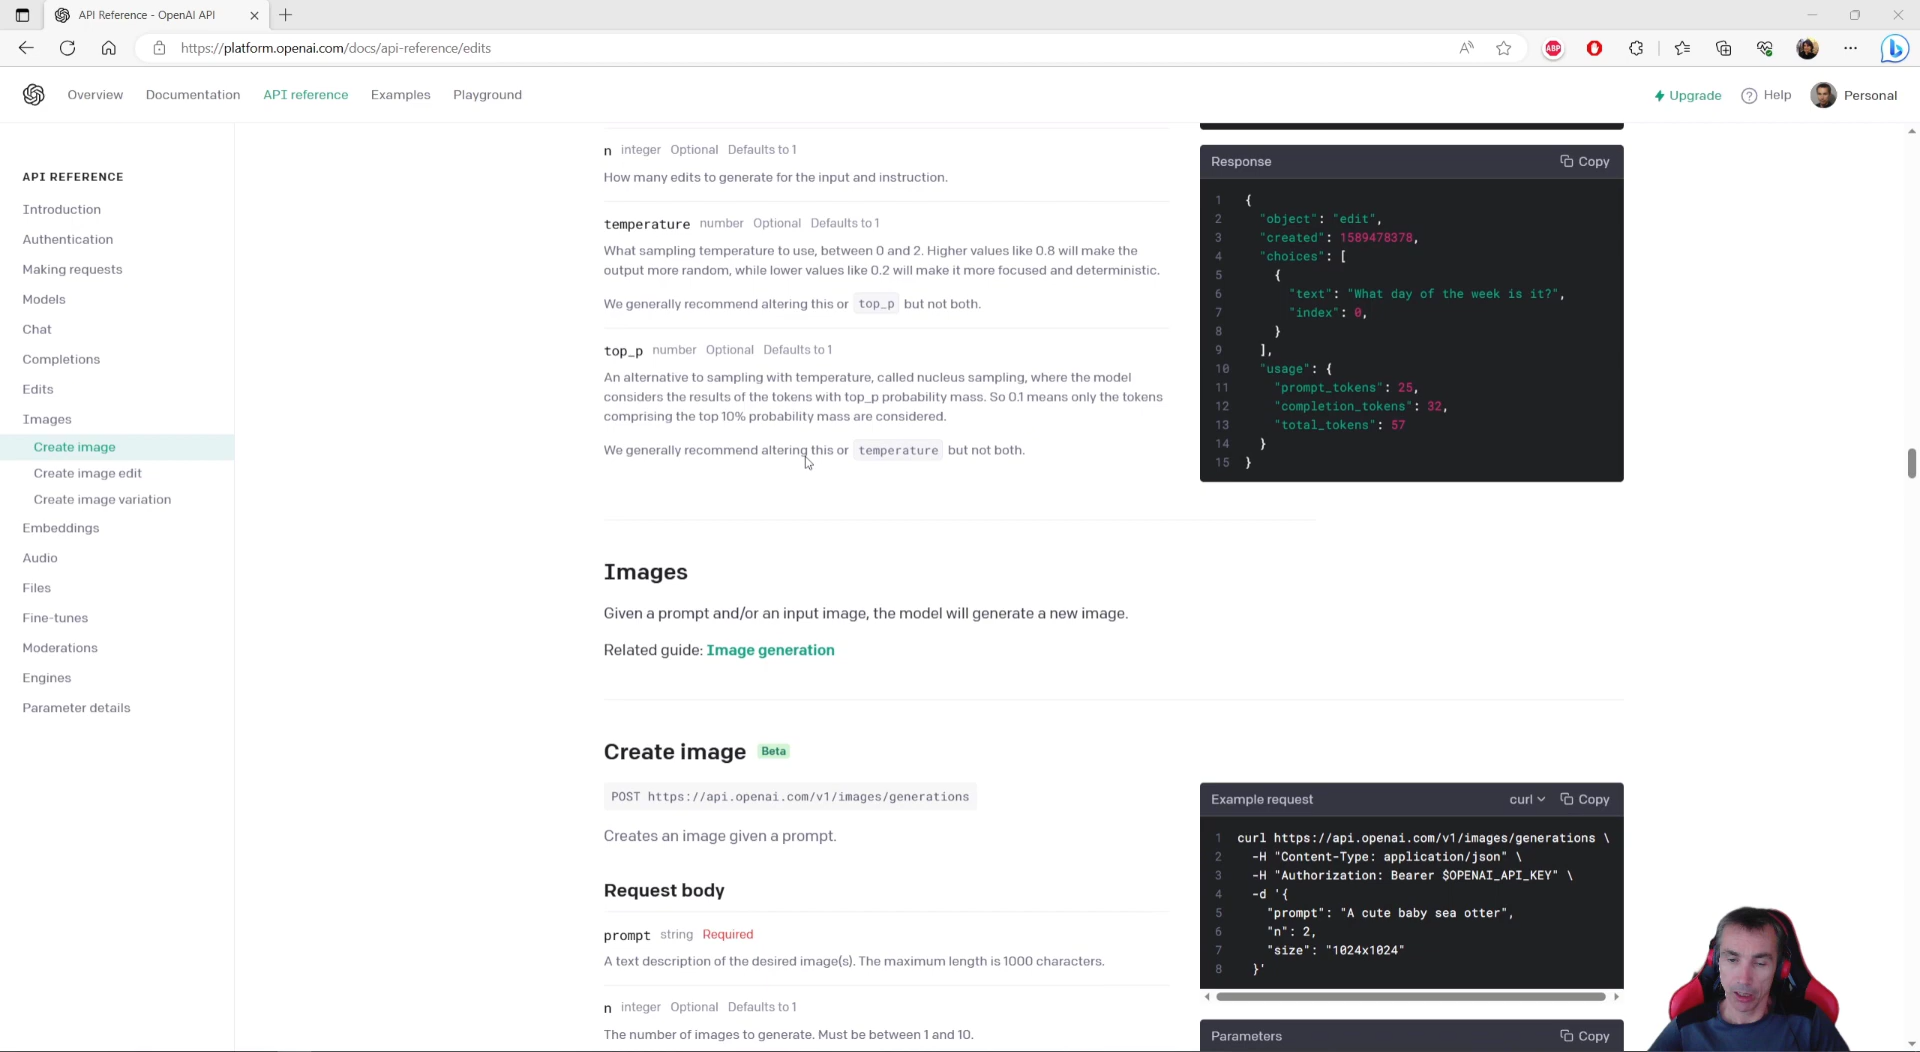 API Reference - OpenAI API
https://platform.openai.com/docs/api-reference/edits
ABP
Overview
Documentation
API reference
Examples
Playground
Upgrade
Help
Personal
API REFERENCE
Introduction
Authentication
Making requests
Models
Chat
Completions
Edits
Images
Create image
Create image edit
Create image variation
Embeddings
Audio
Files
Fine-tunes
Moderations
Engines
Parameter details
n integer Optional Defaults to 1
How many edits to generate for the input and instruction.
temperature number Optional Defaults to 1
What sampling temperature to use, between 0 and 2. Higher values like 0.8 will make the
output more random, while lower values like 0.2 will make it more focused and deterministic.
We generally recommend altering this or top_p but not both.
top_p number Optional Defaults to 1
An alternative to sampling with temperature, called nucleus sampling, where the model
considers the results of the tokens with top_p probability mass. So 0.1 means only the tokens
comprising the top 10% probability mass are considered.
We generally recommend altering this or temperature but not both.
Response
Copy
1 {
2 "object": "edit",
3 "created": 1589478378,
4 "choices": [
5 {
6 "text": "What day of the week is it?",
7 "index": 0,
8 }
9 ],
10 "usage": {
11 "prompt_tokens": 25,
12 "completion_tokens": 32,
13 "total_tokens": 57
14 }
15 }
Images
Given a prompt and/or an input image, the model will generate a new image.
Related guide: Image generation
Create image Beta
POST https://api.openai.com/v1/images/generations
Creates an image given a prompt.
Request body
prompt string Required
A text description of the desired image(s). The maximum length is 1000 characters.
n integer Optional Defaults to 1
The number of images to generate. Must be between 1 and 10.
Example request
curl
Copy
1 curl https://api.openai.com/v1/images/generations \
2 -H "Content-Type: application/json" \
3 -H "Authorization: Bearer $OPENAI_API_KEY" \
4 -d '{
5 "prompt": "A cute baby sea otter",
6 "n": 2,
7 "size": "1024x1024"
8 }'
Parameters
Copy